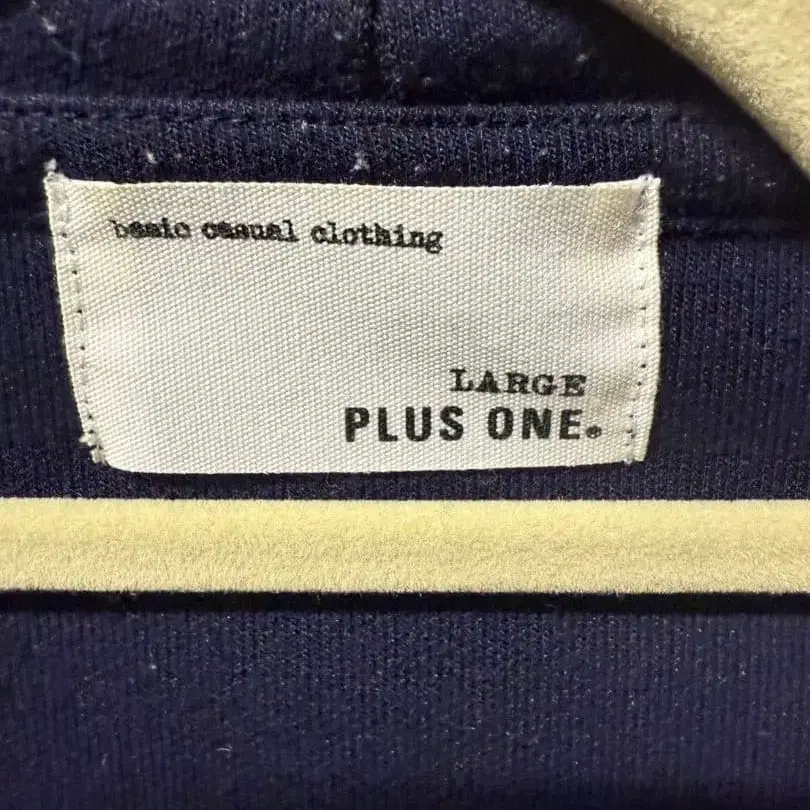 basic casual clothing
LARGE
PLUS ONE®